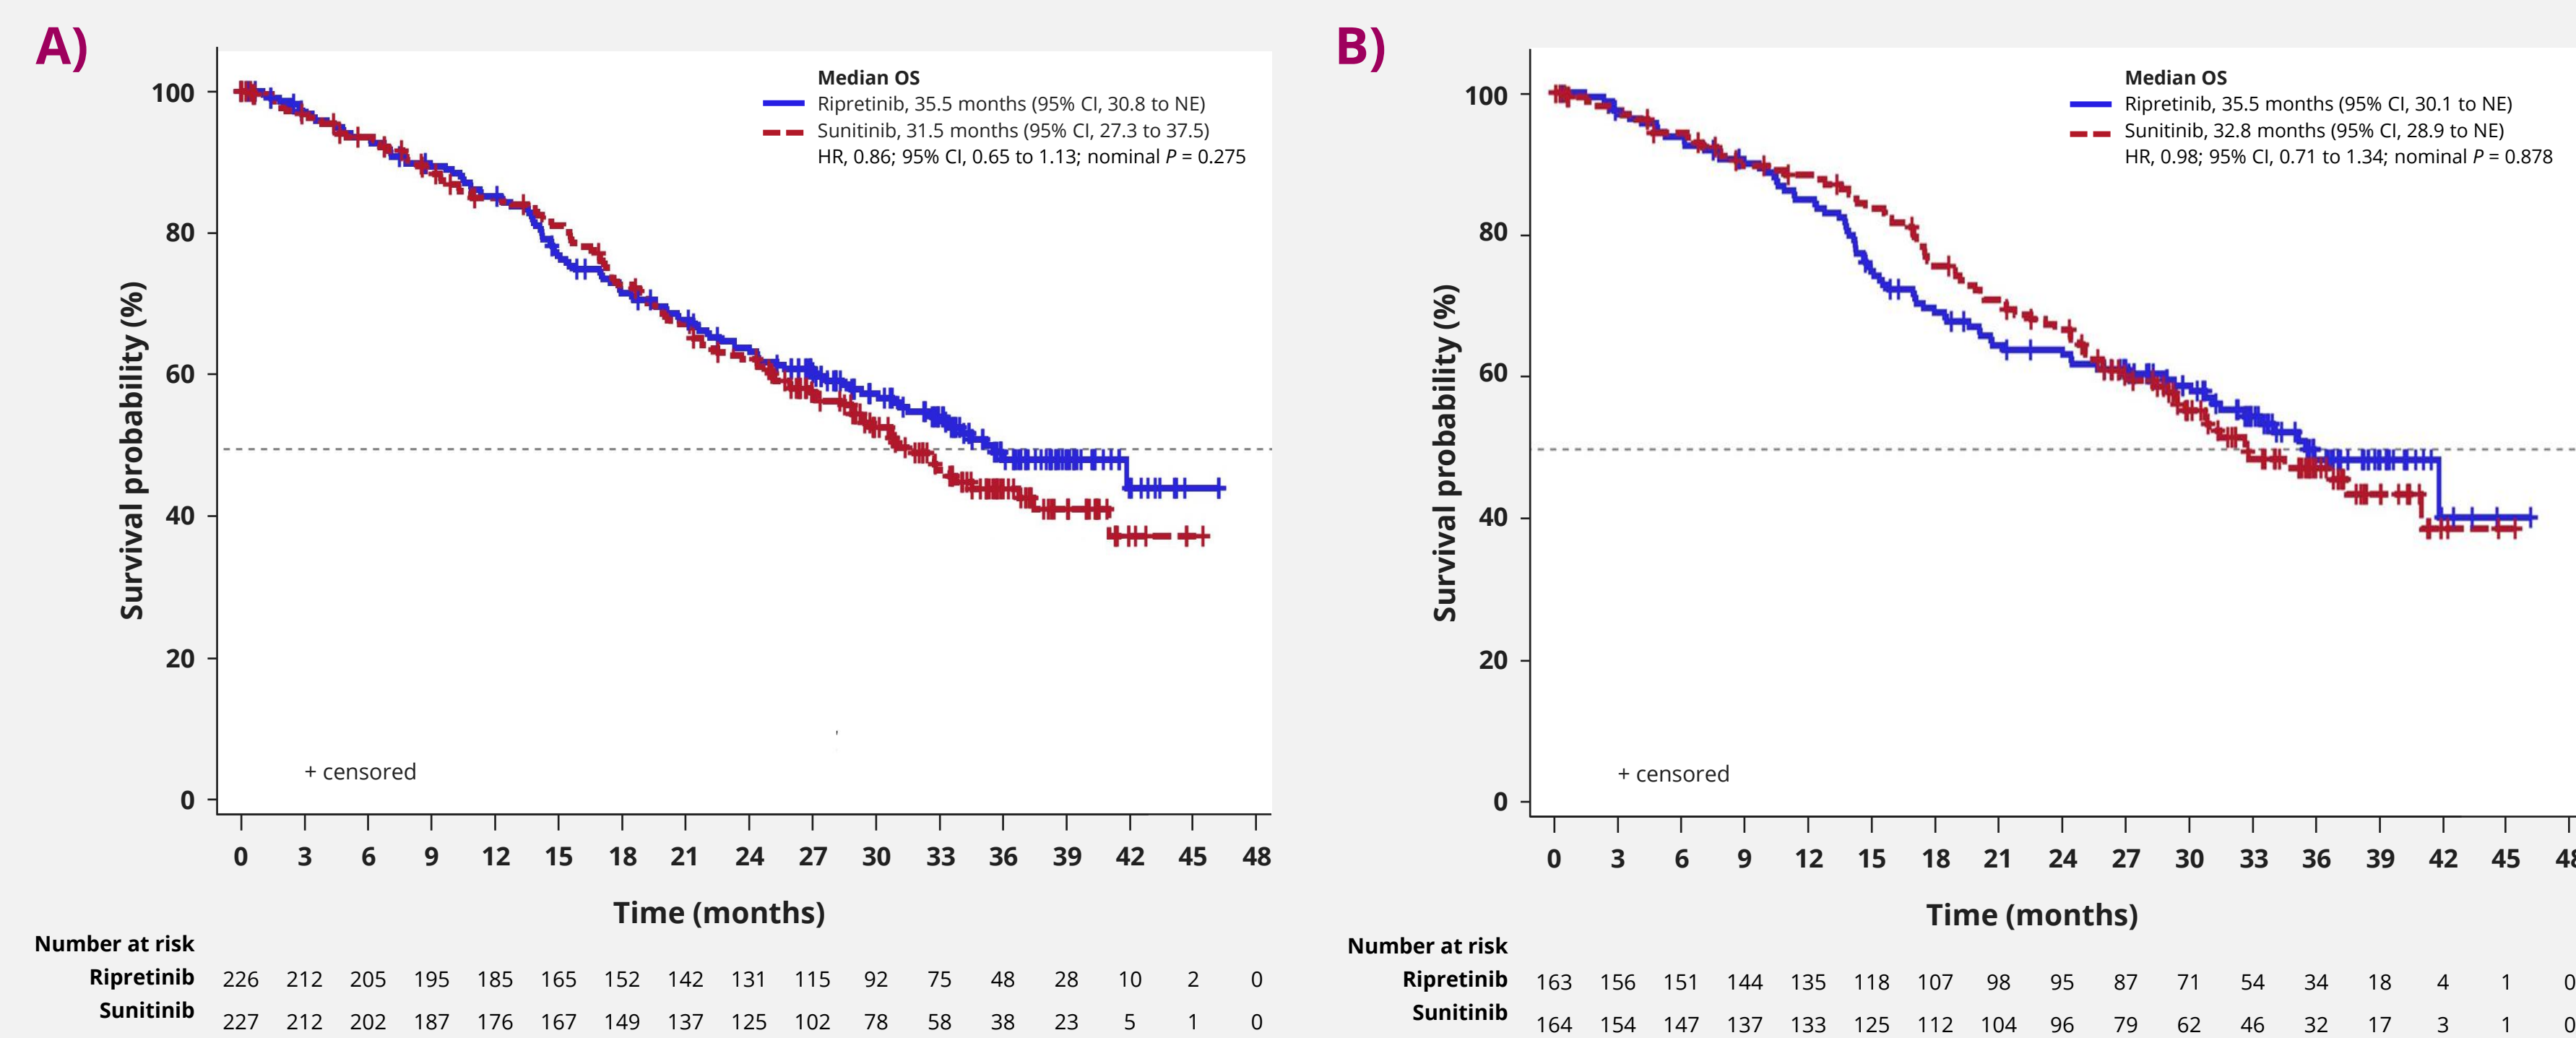 A)
Median OS
Ripretinib, 35.5 months (95% CI, 30.8 to NE)
Sunitinib, 31.5 months (95% CI, 27.3 to 37.5)
HR, 0.86; 95% CI, 0.65 to 1.13; nominal P = 0.275
Survival probability (%)
100
80
60
40
20
0
+ censored
0 3 6 9 12 15 18 21 24 27 30 33 36 39 42 45 48
Time (months)
Number at risk
Ripretinib 226 212 205 195 185 165 152 142 131 115 92 75 48 28 10 2 0
Sunitinib 227 212 202 187 176 167 149 137 125 102 78 58 38 23 5 1 0
B)
Median OS
Ripretinib, 35.5 months (95% CI, 30.1 to NE)
Sunitinib, 32.8 months (95% CI, 28.9 to NE)
HR, 0.98; 95% CI, 0.71 to 1.34; nominal P = 0.878
Survival probability (%)
100
80
60
40
20
0
+ censored
0 3 6 9 12 15 18 21 24 27 30 33 36 39 42 45 48
Time (months)
Number at risk
Ripretinib 163 156 151 144 135 118 107 98 95 87 71 54 34 18 4 1 0
Sunitinib 164 154 147 137 133 125 112 104 96 79 62 46 32 17 3 1 0